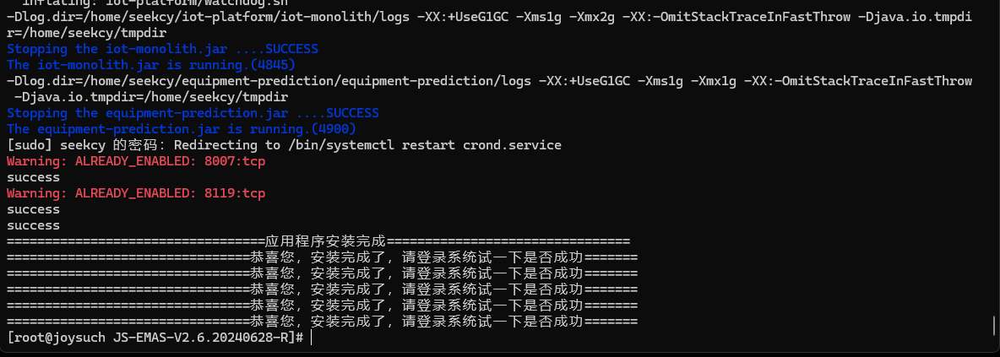 inflating: iot-platform/watchdog.sh
-Dlog.dir=/home/seekcy/iot-platform/iot-monolith/logs -XX:+UseG1GC -Xms1g -Xmx2g -XX:-OmitStackTraceInFastThrow -Djava.io.tmpdi
r=/home/seekcy/tmpdir
Stopping the iot-monolith.jar ....SUCCESS
The iot-monolith.jar is running.(4845)
-Dlog.dir=/home/seekcy/equipment-prediction/equipment-prediction/logs -XX:+UseG1GC -Xms1g -Xmx1g -XX:-OmitStackTraceInFastThrow
 -Djava.io.tmpdir=/home/seekcy/tmpdir
Stopping the equipment-prediction.jar ....SUCCESS
The equipment-prediction.jar is running.(4900)
[sudo] seekcy 的密码：Redirecting to /bin/systemctl restart crond.service
Warning: ALREADY_ENABLED: 8007:tcp
success
Warning: ALREADY_ENABLED: 8119:tcp
success
success
==================================应用程序安装完成================================
================================恭喜您，安装完成了，请登录系统试一下是否成功=======
================================恭喜您，安装完成了，请登录系统试一下是否成功=======
================================恭喜您，安装完成了，请登录系统试一下是否成功=======
================================恭喜您，安装完成了，请登录系统试一下是否成功=======
================================恭喜您，安装完成了，请登录系统试一下是否成功=======
[root@joysuch JS-EMAS-V2.6.20240628-R]#